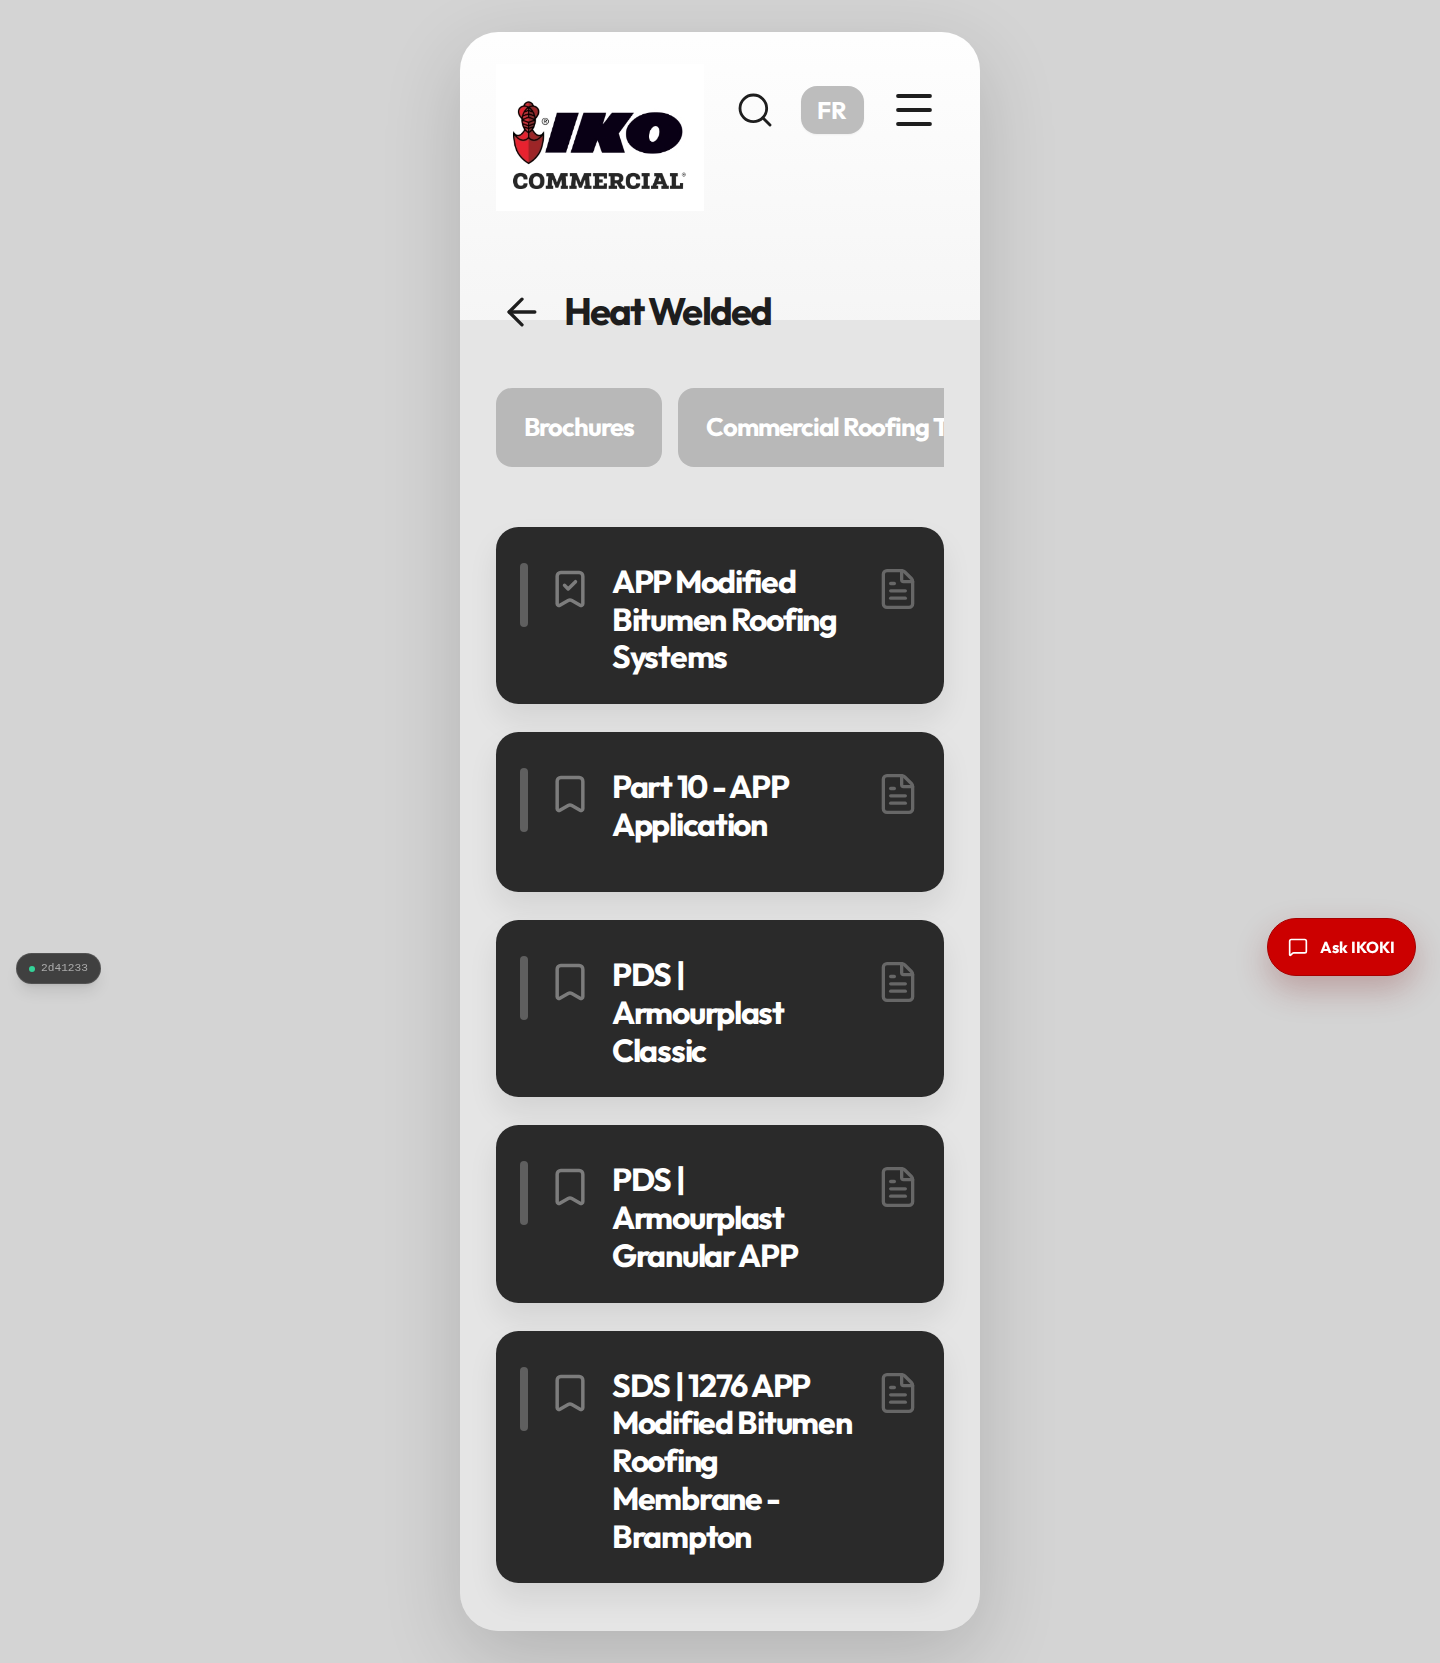 IKO
COMMERCIAL
FR
Heat Welded
Brochures
Commercial Roofing T
APP Modified
Bitumen Roofing
Systems
Part 10 - APP
Application
PDS |
Armourplast
Classic
2d41233
Ask IKOKI
PDS |
Armourplast
Granular APP
SDS | 1276 APP
Modified Bitumen
Roofing
Membrane -
Brampton